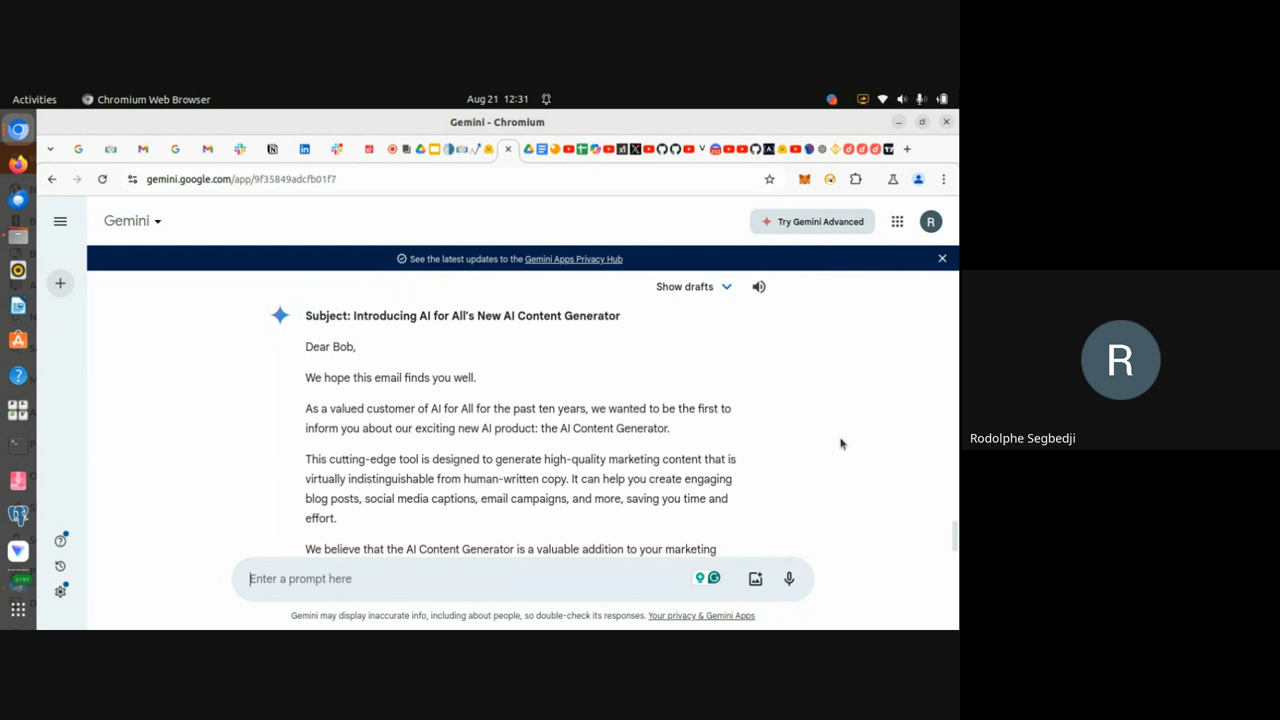 Activities
Chromium Web Browser
Aug 21 12:31
Gemini - Chromium
gemini.google.com/app/9f35849adcfb01f7
Gemini
Try Gemini Advanced
R
See the latest updates to the Gemini Apps Privacy Hub
Show drafts
Subject: Introducing AI for All's New AI Content Generator
Dear Bob,
We hope this email finds you well.
As a valued customer of AI for All for the past ten years, we wanted to be the first to
inform you about our exciting new AI product: the AI Content Generator.
This cutting-edge tool is designed to generate high-quality marketing content that is
virtually indistinguishable from human-written copy. It can help you create engaging
blog posts, social media captions, email campaigns, and more, saving you time and
effort.
We believe that the AI Content Generator is a valuable addition to your marketing
Enter a prompt here
Gemini may display inaccurate info, including about people, so double-check its responses. Your privacy & Gemini Apps
R
Rodolphe Segbedji